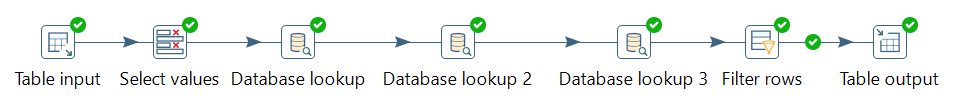 Table input
Select values
Database lookup
Database lookup 2
Database lookup 3
Filter rows
Table output